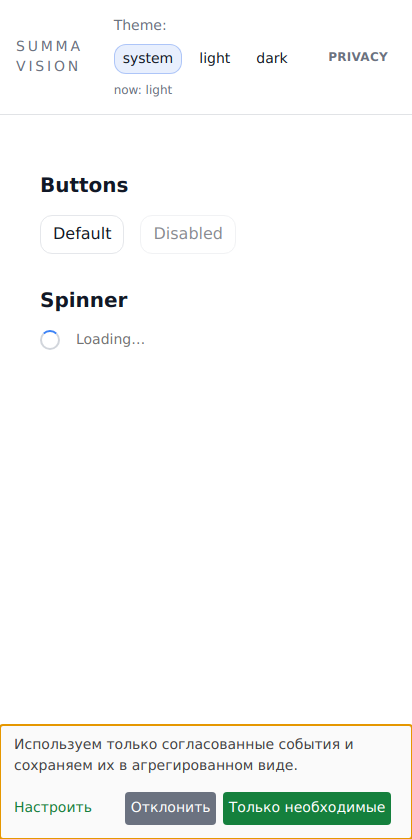 SUMMA
VISION
Theme:
system light dark
now: light
PRIVACY
Buttons
Default Disabled
Spinner
Loading…
Используем только согласованные события и
сохраняем их в агрегированном виде.
Настроить Отклонить Только необходимые